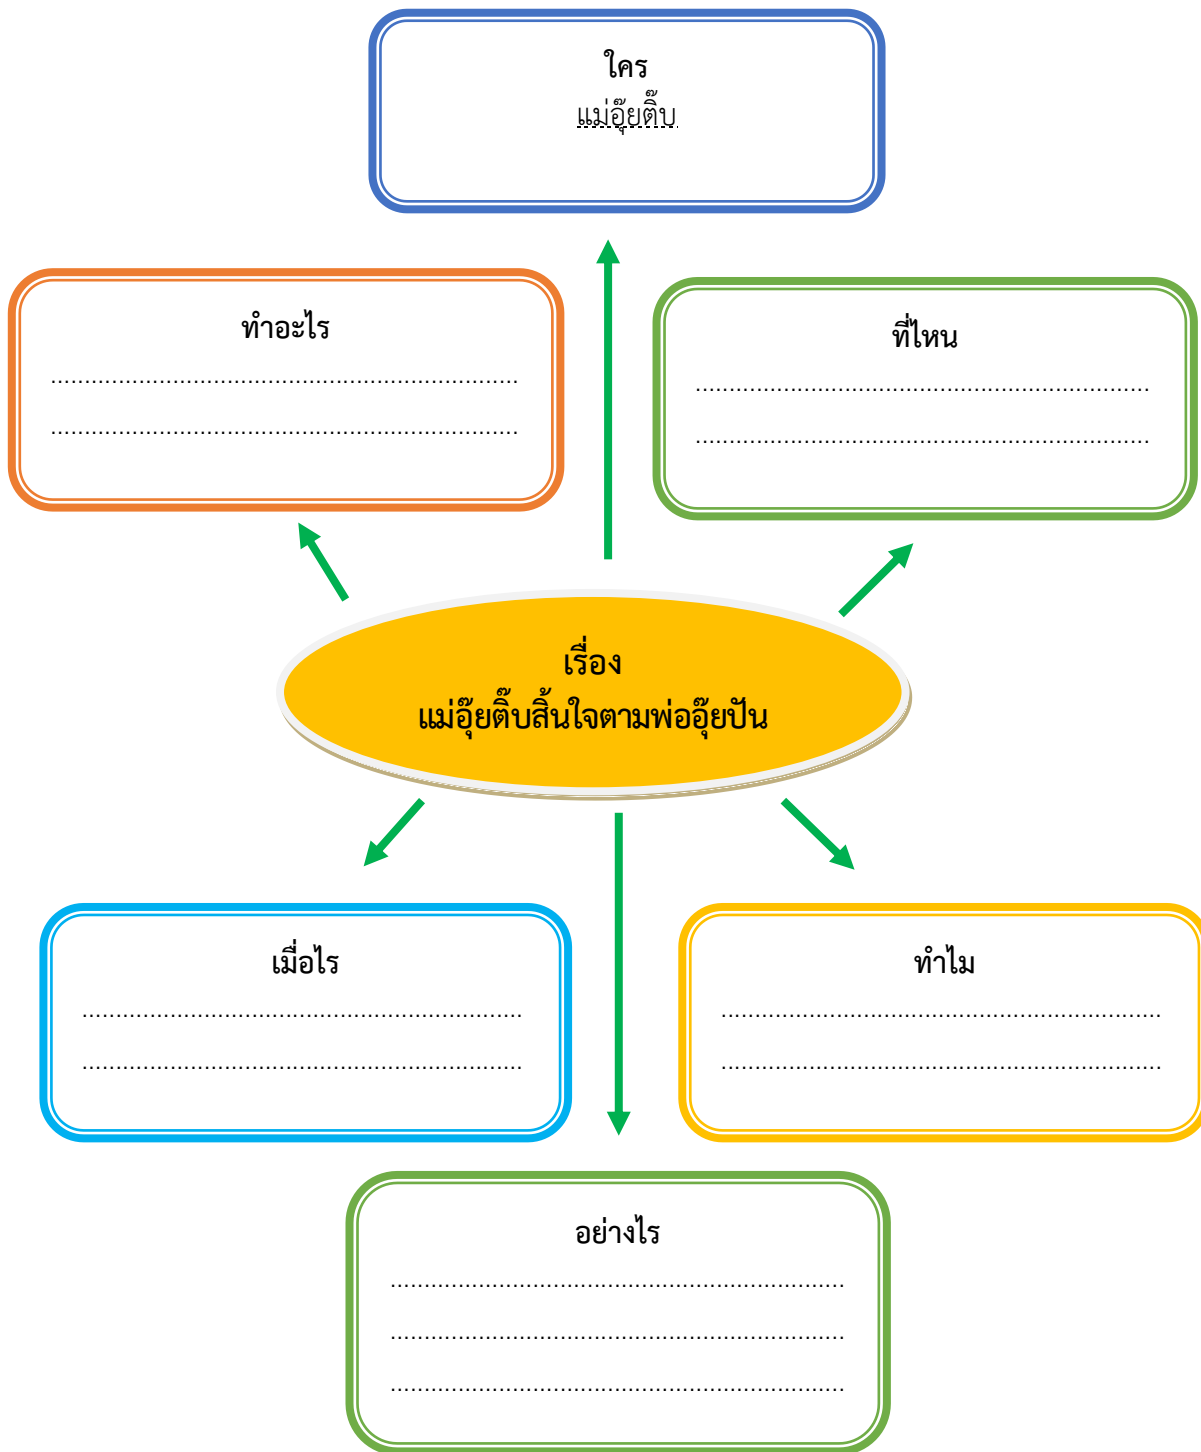 ใคร
แม่อุ๊ยติ๊บ
ทำอะไร
....................................................................
....................................................................
ที่ไหน
..................................................................
..................................................................
เรื่อง
แม่อุ๊ยติ๊บสิ้นใจตามพ่ออุ๊ยปัน
เมื่อไร
................................................................
................................................................
ทำไม
................................................................
................................................................
อย่างไร
..................................................................
..................................................................
..................................................................